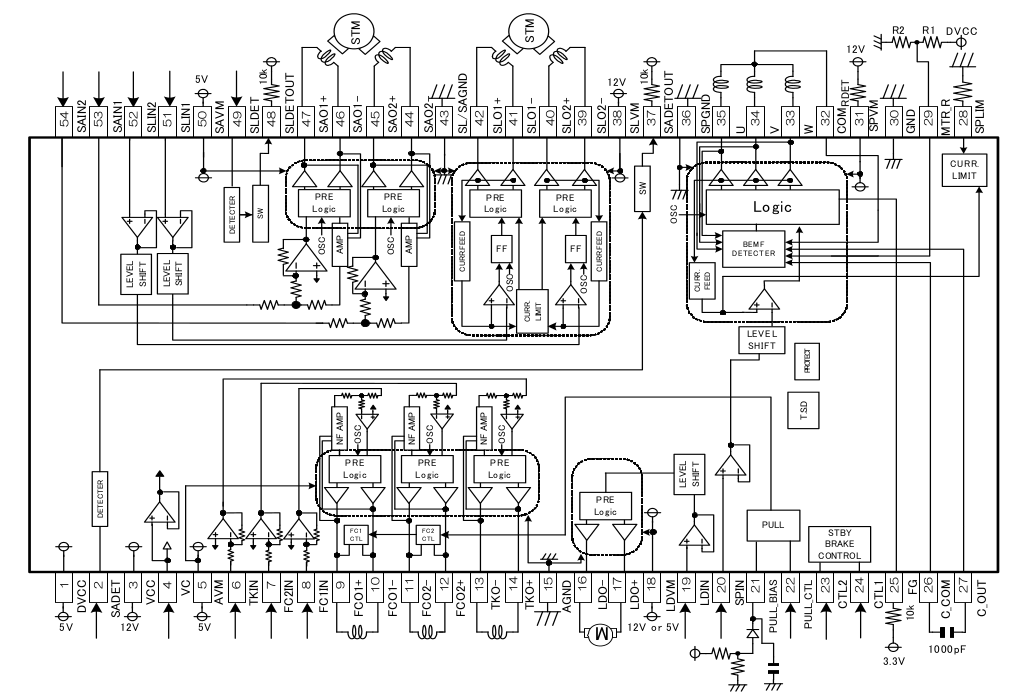 STM
STM
R2
R1
DVCC
5V
10k
12V
10k
12V
54
SAIN2
53
SAIN1
52
SLIN2
51
SLIN1
50
SAVM
49
SLDET
48
SLDETOUT
47
SAO1+
46
SAO1-
45
SAO2+
44
SAO2-
43
SL/SAGND
42
SLO1+
41
SLO1-
40
SLO2+
39
SLO2-
38
SLVM
37
SADETOUT
36
SPGND
35
U
34
V
33
W
32
COM
RDET
31
SPVM
30
GND
29
MTR_R
28
SPLIM
DETECTER
SW
PRE
Logic
PRE
Logic
OSC
AMP
OSC
AMP
LEVEL
SHIFT
LEVEL
SHIFT
PRE
Logic
PRE
Logic
CURRFEED
FF
OSC
FF
OSC
CURRFEED
CURR.
LIMIT
SW
OSC
Logic
BEMF
DETECTER
CURR.
FEED
CURR.
LIMIT
LEVEL
SHIFT
PROTECT
TSD
NF AMP
OSC
NF AMP
OSC
NF AMP
OSC
PRE
Logic
PRE
Logic
PRE
Logic
FC1
CTL
FC2
CTL
DETECTER
PRE
Logic
LEVEL
SHIFT
PULL
STBY
BRAKE
CONTROL
1
DVCC
2
SADET
3
VCC
4
VC
5
AVM
6
TKIN
7
FC2IN
8
FC1IN
9
FCO1+
10
FCO1-
11
FCO2-
12
FCO2+
13
TKO-
14
TKO+
15
AGND
16
LDO-
17
LDO+
18
LDVM
19
LDIN
20
SPIN
21
PULL_BIAS
22
PULL_CTL
23
CTL2
24
CTL1
25
FG
26
C_COM
27
C_OUT
5V
12V
5V
M
12V or 5V
10k
3.3V
1000pF